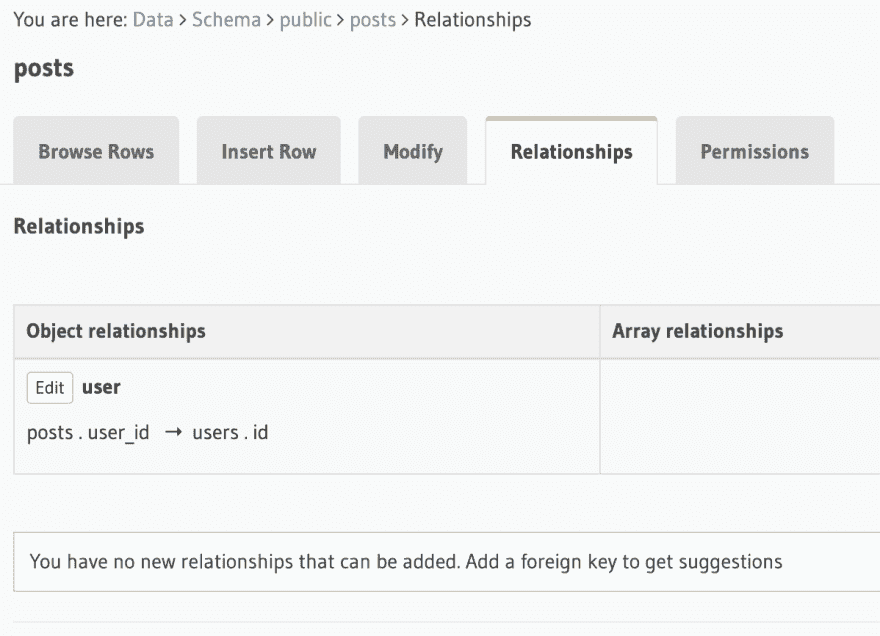 You are here: Data > Schema > public > posts > Relationships
posts
Browse Rows Insert Row Modify Relationships Permissions
Relationships
Object relationships Array relationships
Edit user
posts . user_id → users . id
You have no new relationships that can be added. Add a foreign key to get suggestions